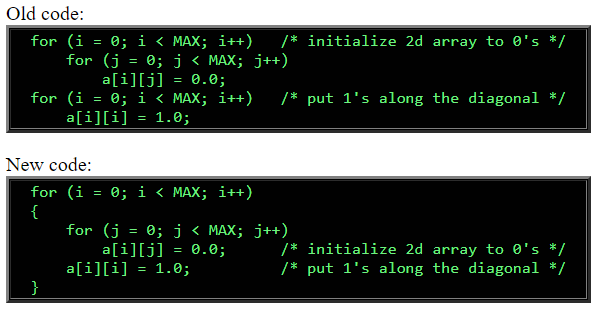 Old code:
for (i = 0; i < MAX; i++)   /* initialize 2d array to 0's */
    for (j = 0; j < MAX; j++)
        a[i][j] = 0.0;
for (i = 0; i < MAX; i++)   /* put 1's along the diagonal */
    a[i][i] = 1.0;
New code:
for (i = 0; i < MAX; i++)
{
    for (j = 0; j < MAX; j++)
        a[i][j] = 0.0;      /* initialize 2d array to 0's */
    a[i][i] = 1.0;          /* put 1's along the diagonal */
}